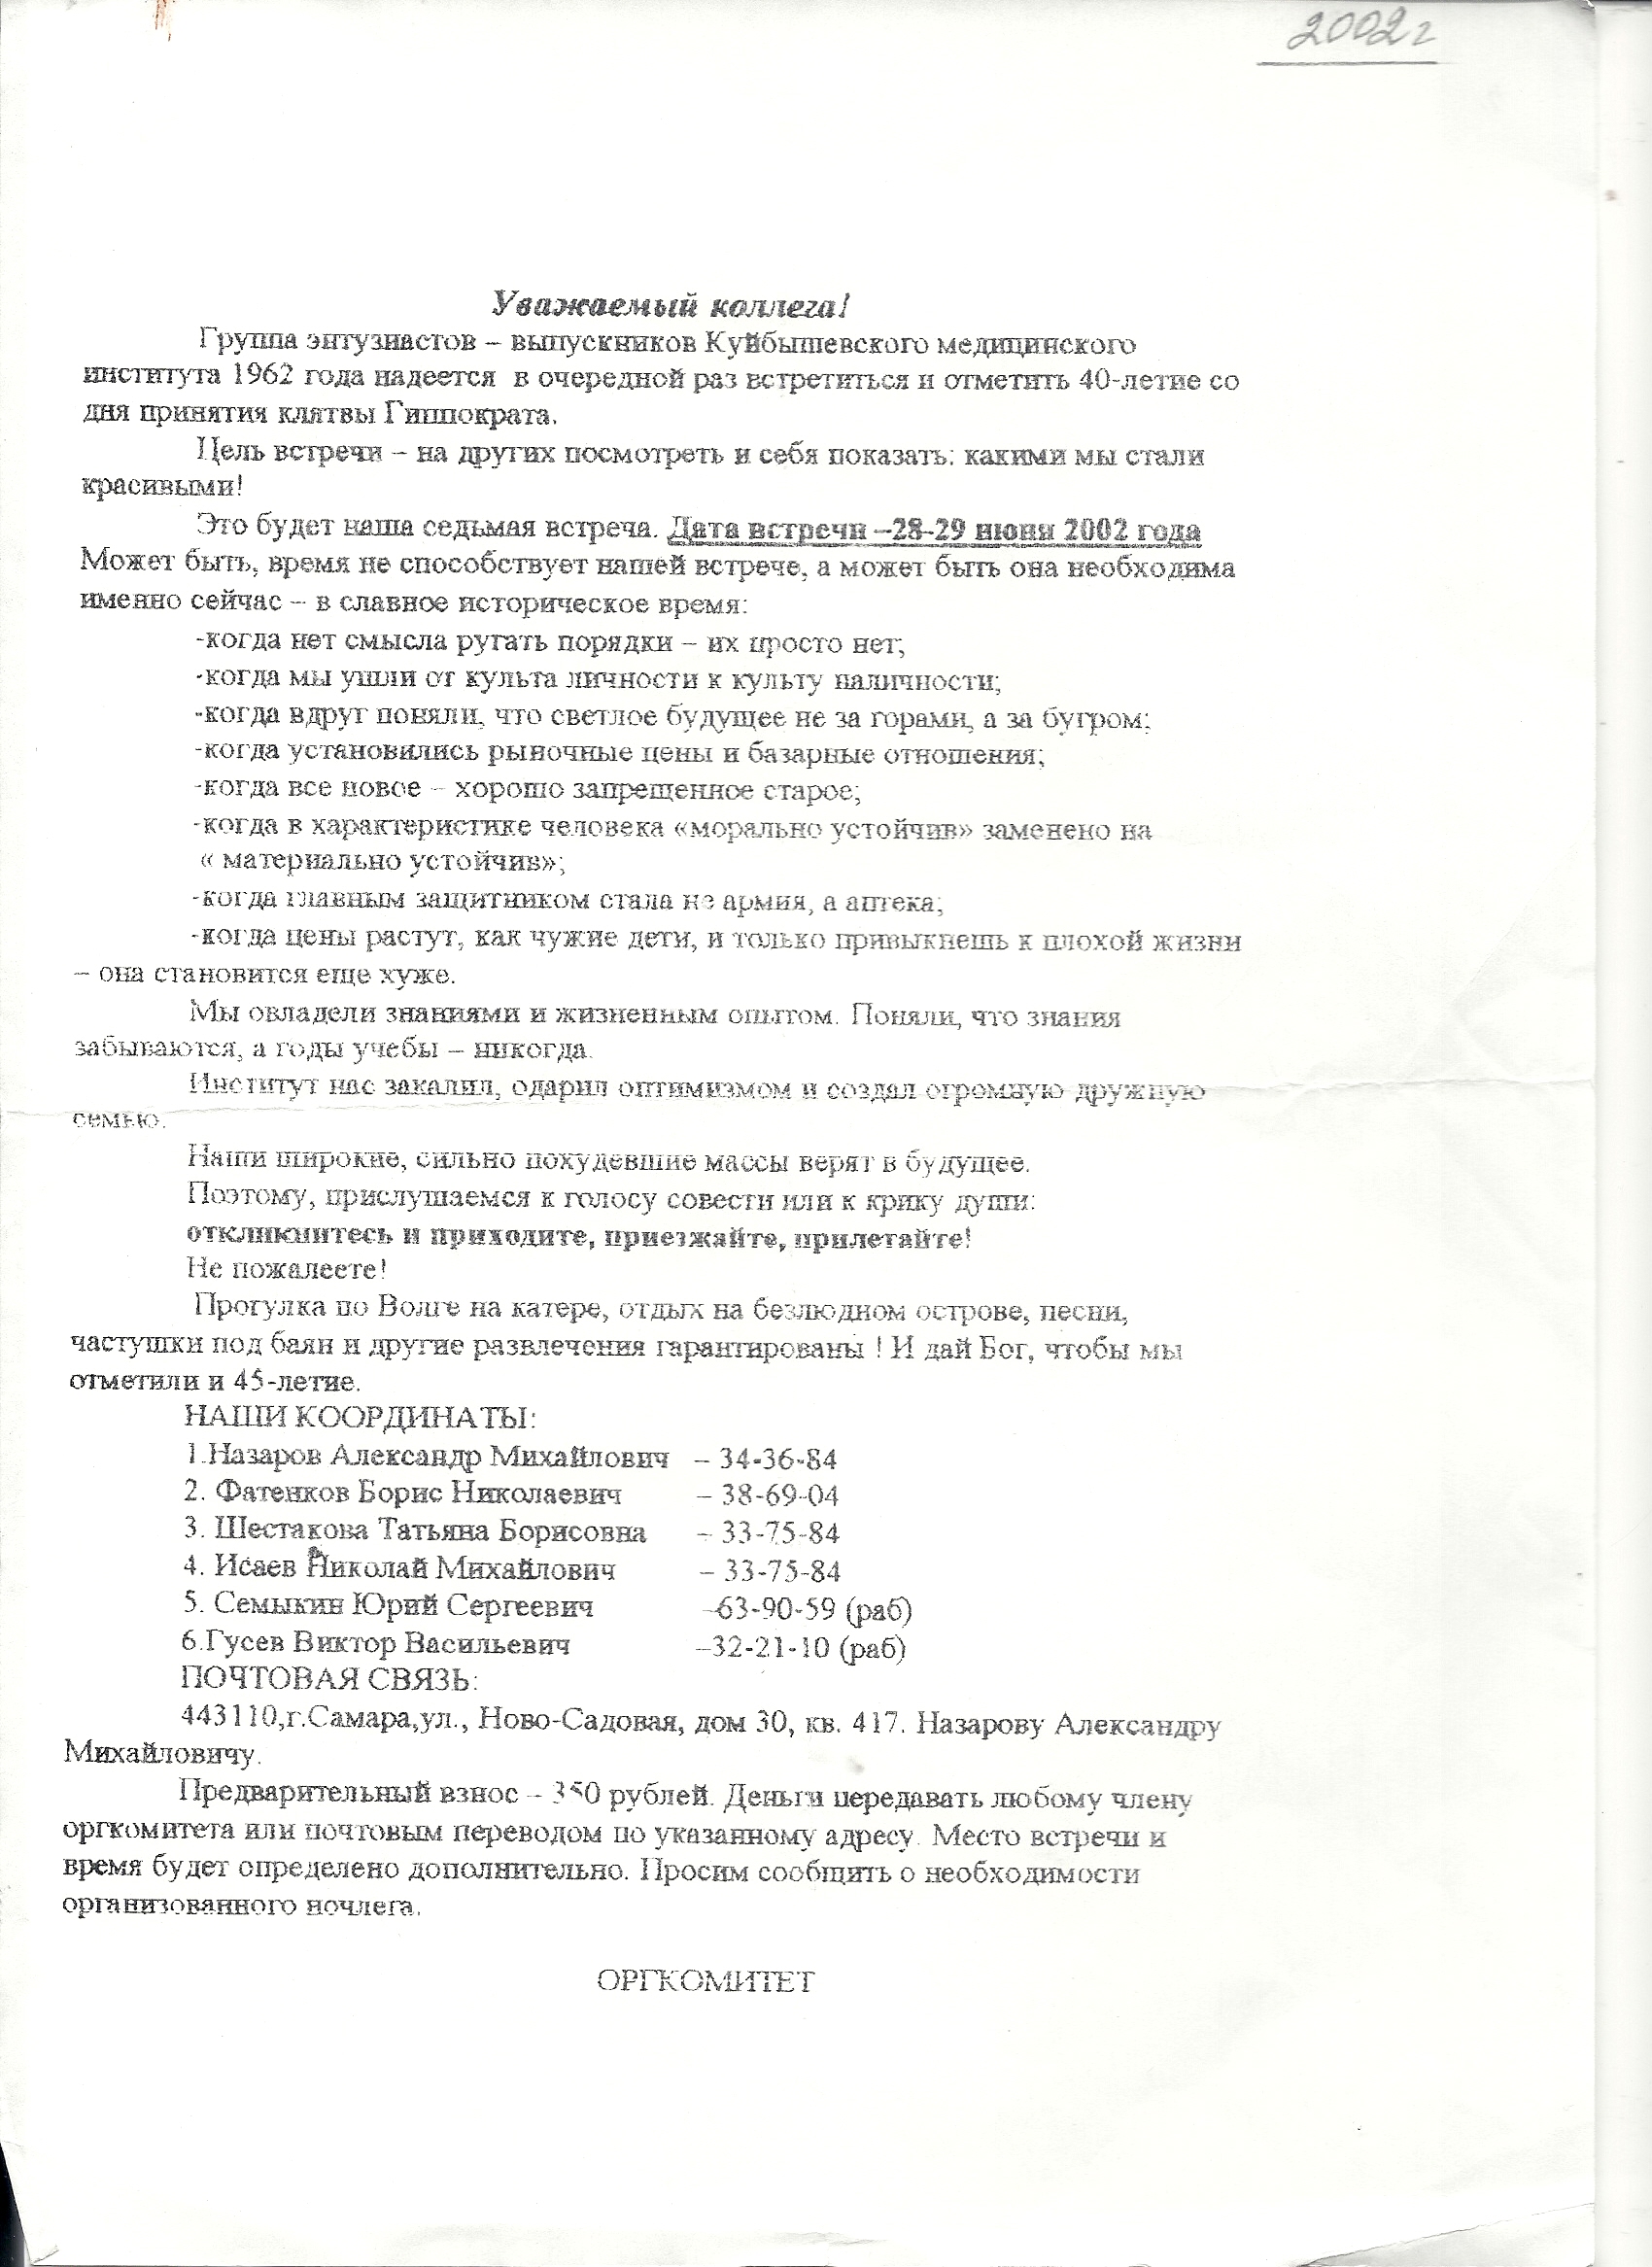 2002г
Уважаемый коллега!
Группа энтузиастов – выпускников Куйбышевского медицинского
института 1962 года надеется в очередной раз встретиться и отметить 40-летие со
дня принятия клятвы Гиппократа.
Цель встречи – на других посмотреть и себя показать: какими мы стали
красивыми!
Это будет наша седьмая встреча. Дата встречи –28-29 июня 2002 года
Может быть, время не способствует нашей встрече, а может быть она необходима
именно сейчас – в славное историческое время:
-когда нет смысла ругать порядки – их просто нет;
-когда мы ушли от культа личности к культу наличности;
-когда вдруг поняли, что светлое будущее не за горами, а за бугром;
-когда установились рыночные цены и базарные отношения;
-когда все новое – хорошо запрещенное старое;
-когда в характеристике человека «морально устойчив» заменено на
« материально устойчив»;
-когда главным защитником стала не армия, а аптека;
-когда цены растут, как чужие дети, и только привыкнешь к плохой жизни
– она становится еще хуже.
Мы овладели знаниями и жизненным опытом. Поняли, что знания
забываются, а годы учебы – никогда.
Институт нас закалил, одарил оптимизмом и создал огромную дружную
семью.
Наши широкие, сильно похудевшие массы верят в будущее.
Поэтому, прислушаемся к голосу совести или к крику души:
откликнитесь и приходите, приезжайте, прилетайте!
Не пожалеете!
Прогулка по Волге на катере, отдых на безлюдном острове, песни,
частушки под баян и другие развлечения гарантированы ! И дай Бог, чтобы мы
отметили и 45-летие.
НАШИ КООРДИНАТЫ:
1.Назаров Александр Михайлович – 34-36-84
2. Фатенков Борис Николаевич – 38-69-04
3. Шестакова Татьяна Борисовна – 33-75-84
4. Исаев Николай Михайлович – 33-75-84
5. Семыкин Юрий Сергеевич –63-90-59 (раб)
6.Гусев Виктор Васильевич –32-21-10 (раб)
ПОЧТОВАЯ СВЯЗЬ:
443110,г.Самара,ул., Ново-Садовая, дом 30, кв. 417. Назарову Александру
Михайловичу.
Предварительный взнос – 350 рублей. Деньги передавать любому члену
оргкомитета или почтовым переводом по указанному адресу. Место встречи и
время будет определено дополнительно. Просим сообщить о необходимости
организованного ночлега.
ОРГКОМИТЕТ